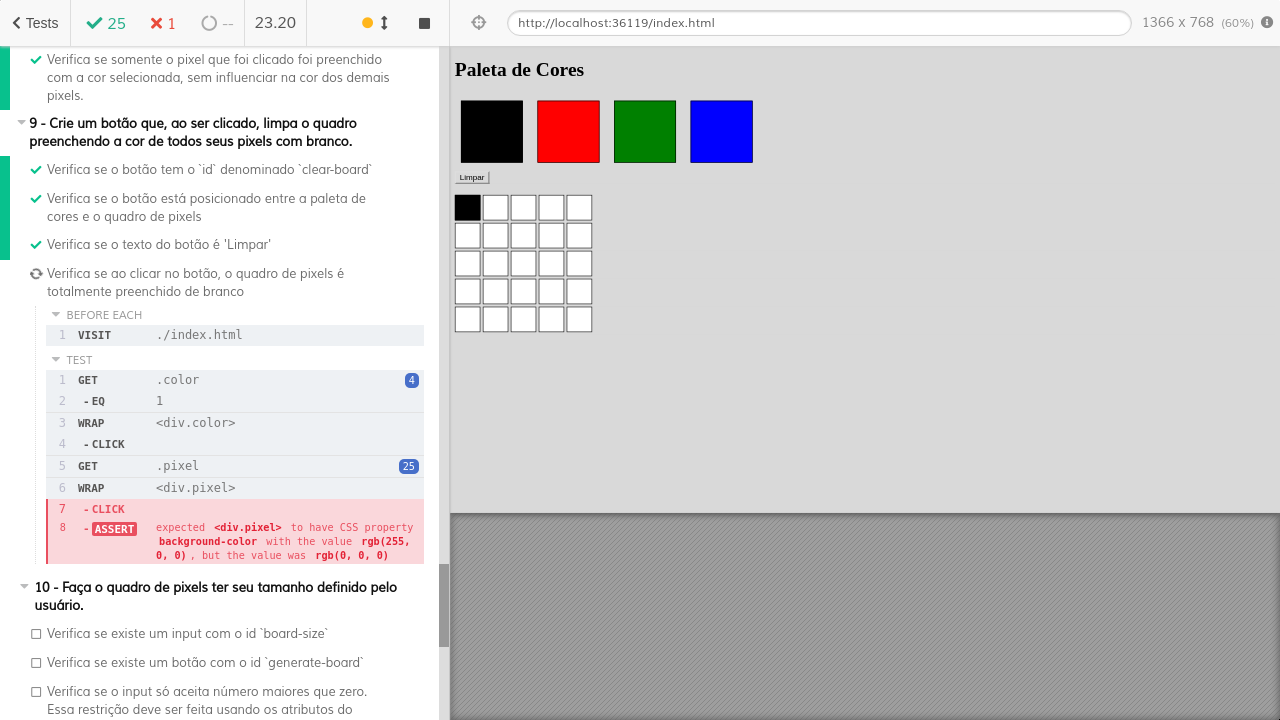 Tests
25
1
--
23.20
http://localhost:36119/index.html
1366 x 768 (60%)
Verifica se somente o pixel que foi clicado foi preenchido
com a cor selecionada, sem influenciar na cor dos demais
pixels.
9 - Crie um botão que, ao ser clicado, limpa o quadro
preenchendo a cor de todos seus pixels com branco.
Verifica se o botão tem o `id` denominado `clear-board`
Verifica se o botão está posicionado entre a paleta de
cores e o quadro de pixels
Verifica se o texto do botão é 'Limpar'
Verifica se ao clicar no botão, o quadro de pixels é
totalmente preenchido de branco
BEFORE EACH
1 VISIT ./index.html
TEST
1 GET .color 4
2 - EQ 1
3 WRAP <div.color>
4 - CLICK
5 GET .pixel 25
6 WRAP <div.pixel>
7 - CLICK
8 - ASSERT expected <div.pixel> to have CSS property
background-color with the value rgb(255,
0, 0) , but the value was rgb(0, 0, 0)
10 - Faça o quadro de pixels ter seu tamanho definido pelo
usuário.
Verifica se existe um input com o id `board-size`
Verifica se existe um botão com o id `generate-board`
Verifica se o input só aceita número maiores que zero.
Essa restrição deve ser feita usando os atributos do
Paleta de Cores
Limpar